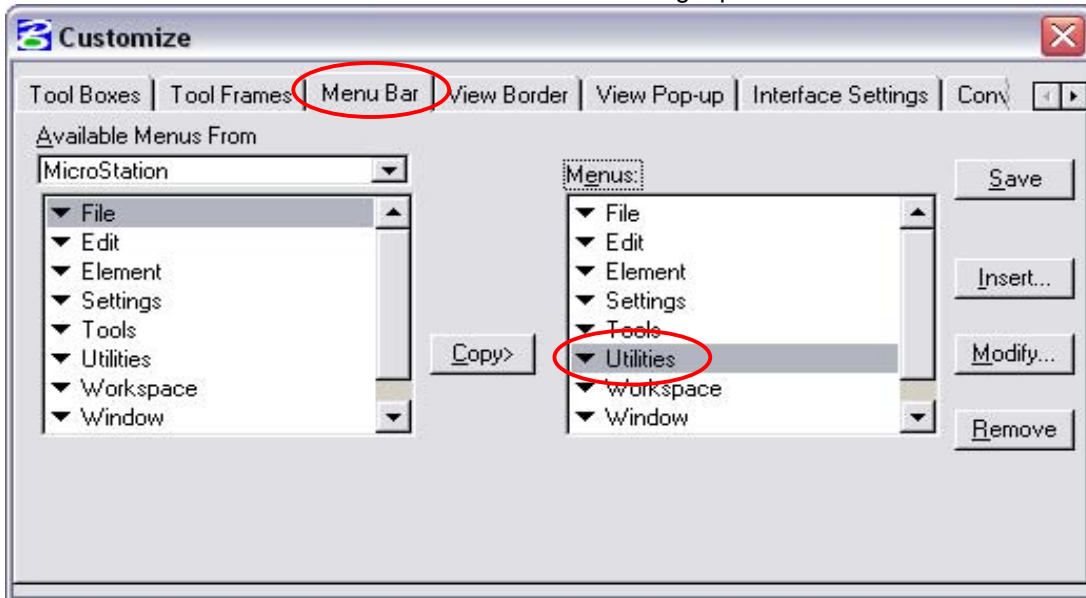 Customize
Tool Boxes Tool Frames Menu Bar View Border View Pop-up Interface Settings Conv
Available Menus From
MicroStation
File
Edit
Element
Settings
Tools
Utilities
Workspace
Window
Copy>
Menus:
File
Edit
Element
Settings
Tools
Utilities
Workspace
Window
Save
Insert...
Modify...
Remove